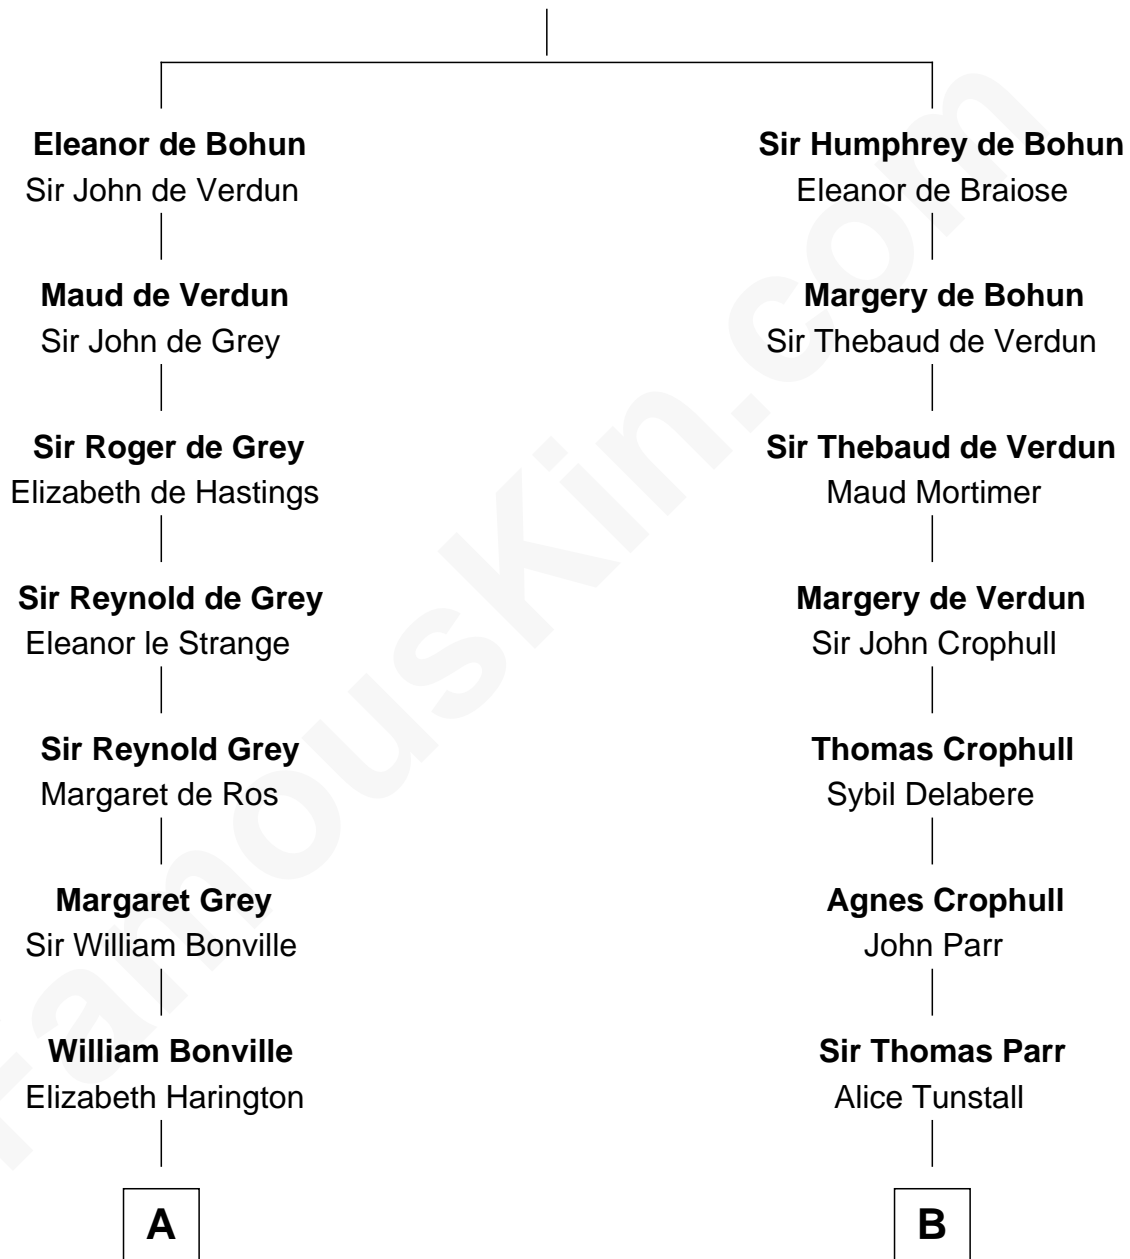 Eleanor de Bohun
Sir John de Verdun
Maud de Verdun
Sir John de Grey
Sir Roger de Grey
Elizabeth de Hastings
Sir Reynold de Grey
Eleanor le Strange
Sir Reynold Grey
Margaret de Ros
Margaret Grey
Sir William Bonville
William Bonville
Elizabeth Harington
A
Sir Humphrey de Bohun
Eleanor de Braiose
Margery de Bohun
Sir Thebaud de Verdun
Sir Thebaud de Verdun
Maud Mortimer
Margery de Verdun
Sir John Crophull
Thomas Crophull
Sybil Delabere
Agnes Crophull
John Parr
Sir Thomas Parr
Alice Tunstall
B
FamousKin.com